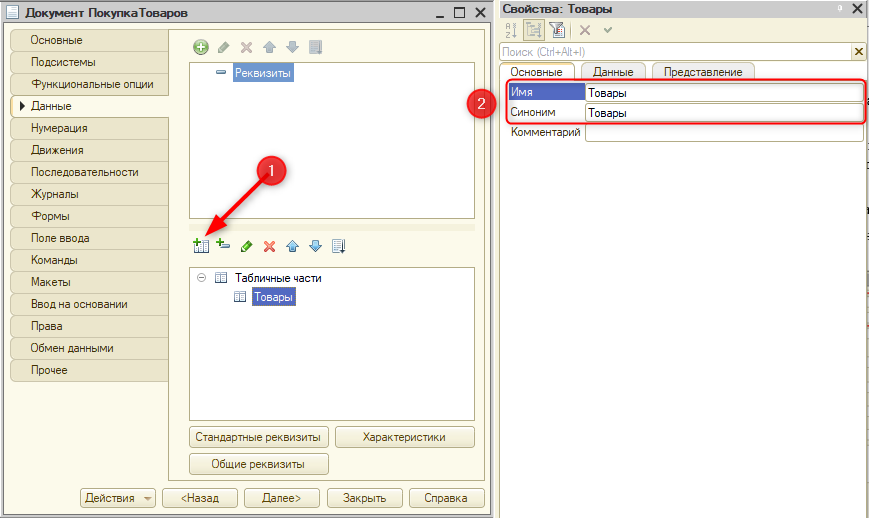 Документ ПокупкаТоваров
Основные
Подсистемы
Функциональные опции
Данные
Нумерация
Движения
Последовательности
Журналы
Формы
Поле ввода
Команды
Макеты
Ввод на основании
Права
Обмен данными
Прочее
Реквизиты
1
Табличные части
Товары
Стандартные реквизиты
Характеристики
Общие реквизиты
Действия
<Назад
Далее>
Закрыть
Справка
Свойства: Товары
Поиск (Ctrl+Alt+I)
Основные
Данные
Представление
2
Имя
Товары
Синоним
Товары
Комментарий